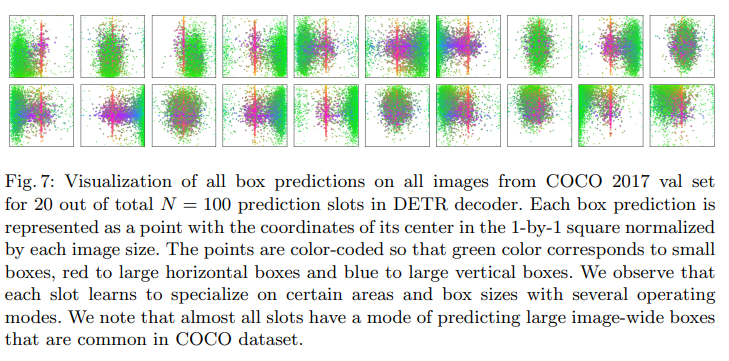 Fig. 7: Visualization of all box predictions on all images from COCO 2017 val set
for 20 out of total N = 100 prediction slots in DETR decoder. Each box prediction is
represented as a point with the coordinates of its center in the 1-by-1 square normalized
by each image size. The points are color-coded so that green color corresponds to small
boxes, red to large horizontal boxes and blue to large vertical boxes. We observe that
each slot learns to specialize on certain areas and box sizes with several operating
modes. We note that almost all slots have a mode of predicting large image-wide boxes
that are common in COCO dataset.